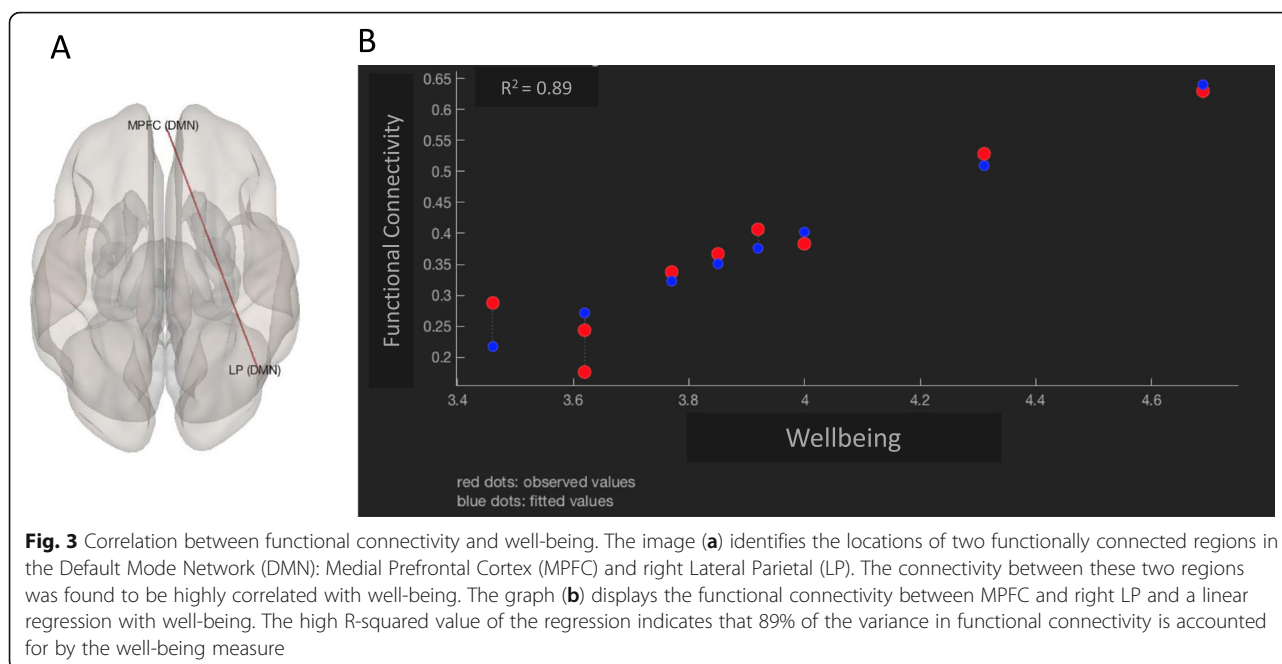 A
B
MPFC (DMN)
LP (DMN)
R² = 0.89
Functional Connectivity
0.65
0.6
0.55
0.5
0.45
0.4
0.35
0.3
0.25
0.2
3.4 3.6 3.8 4 4.2 4.4 4.6
Wellbeing
red dots: observed values
blue dots: fitted values
Fig. 3 Correlation between functional connectivity and well-being. The image (a) identifies the locations of two functionally connected regions in
the Default Mode Network (DMN): Medial Prefrontal Cortex (MPFC) and right Lateral Parietal (LP). The connectivity between these two regions
was found to be highly correlated with well-being. The graph (b) displays the functional connectivity between MPFC and right LP and a linear
regression with well-being. The high R-squared value of the regression indicates that 89% of the variance in functional connectivity is accounted
for by the well-being measure